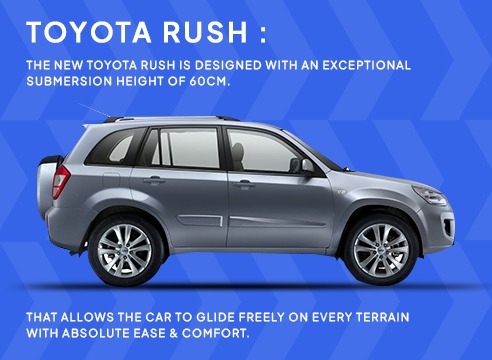 TOYOTA RUSH :
THE NEW TOYOTA RUSH IS DESIGNED WITH AN EXCEPTIONAL
SUBMERSION HEIGHT OF 60CM.
THAT ALLOWS THE CAR TO GLIDE FREELY ON EVERY TERRAIN
WITH ABSOLUTE EASE & COMFORT.